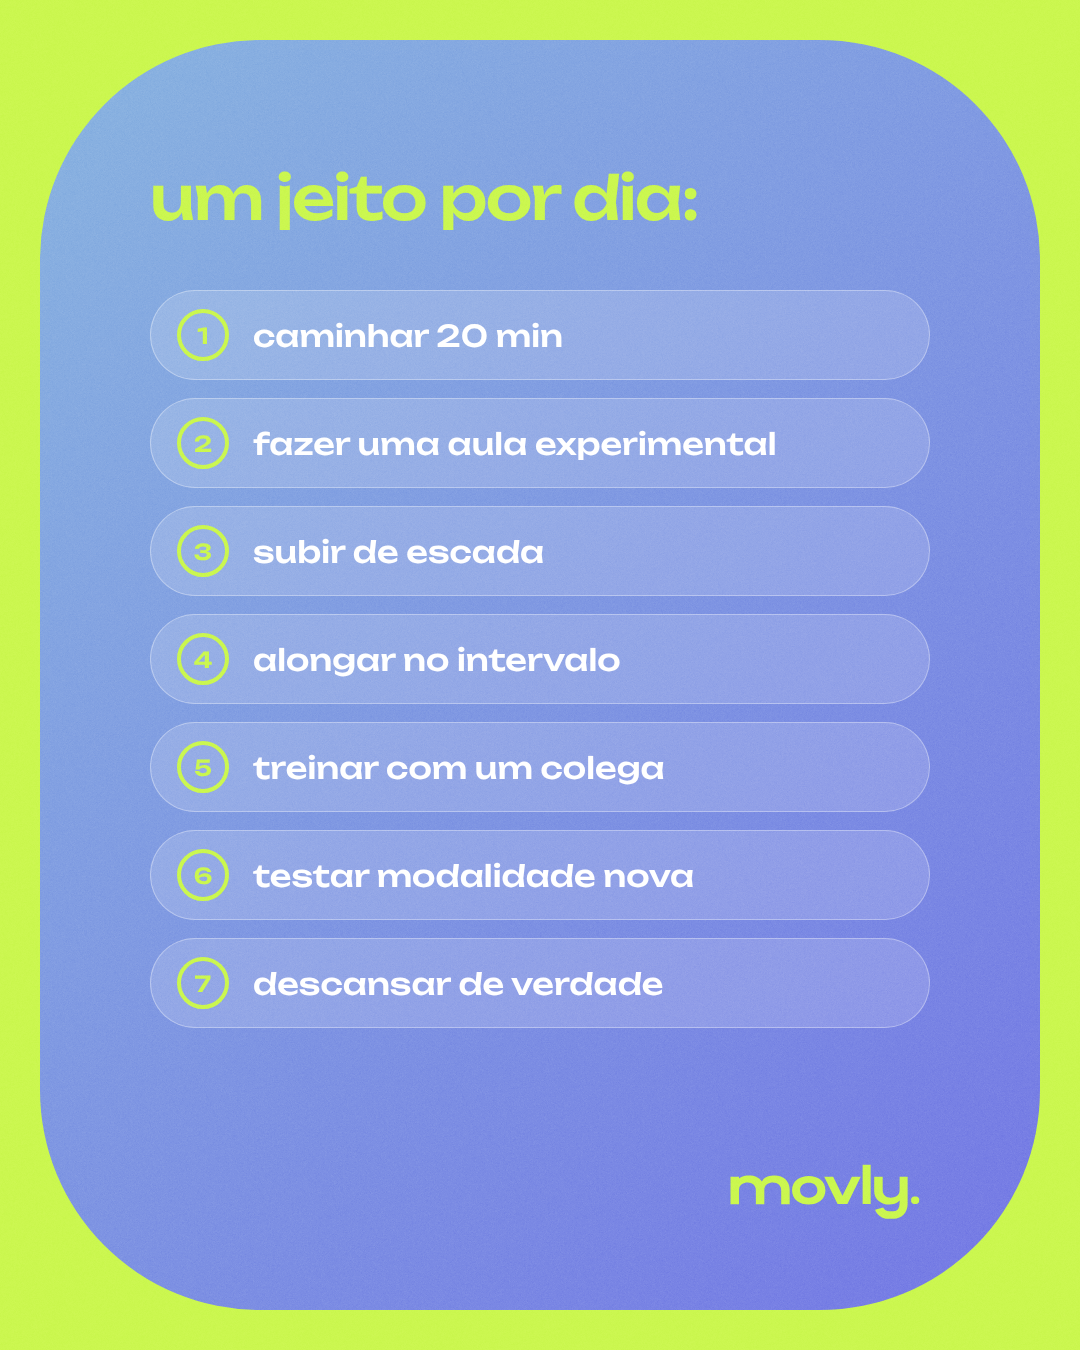 um jeito por dia:
1 caminhar 20 min
2 fazer uma aula experimental
3 subir de escada
4 alongar no intervalo
5 treinar com um colega
6 testar modalidade nova
7 descansar de verdade
movly.